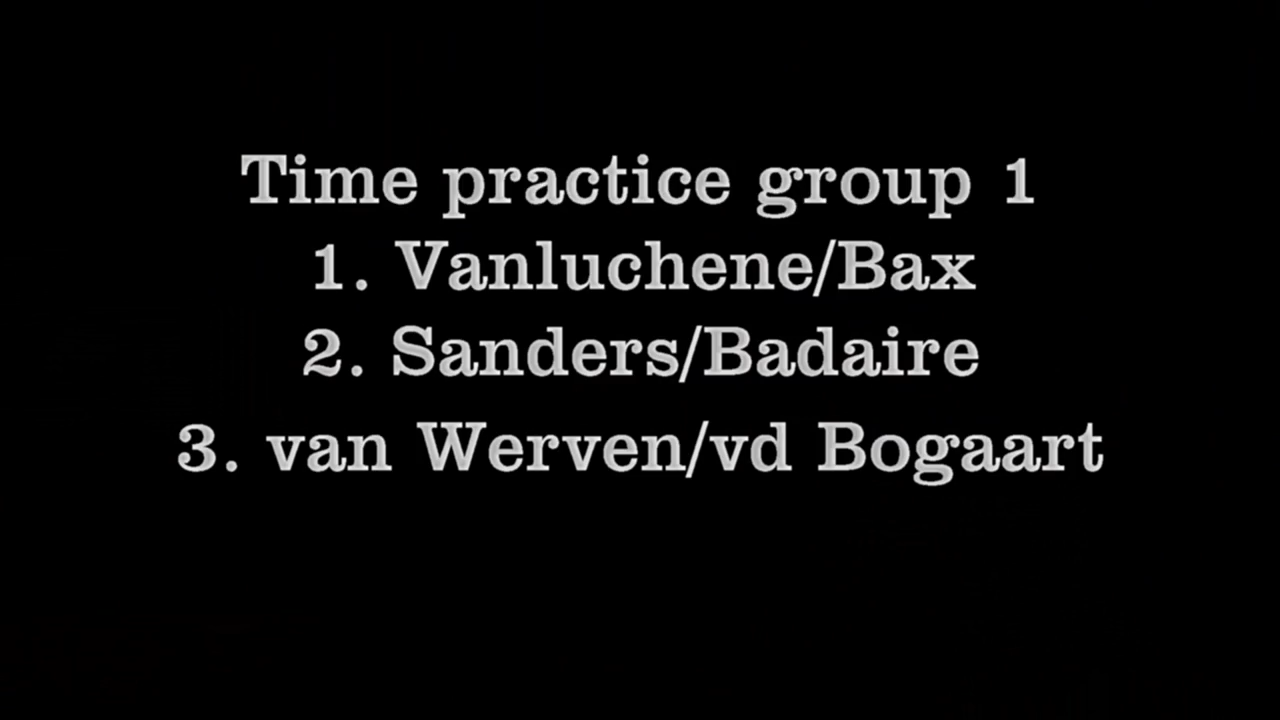 Time practice group 1
1. Vanluchene/Bax
2. Sanders/Badaire
3. van Werven/vd Bogaart